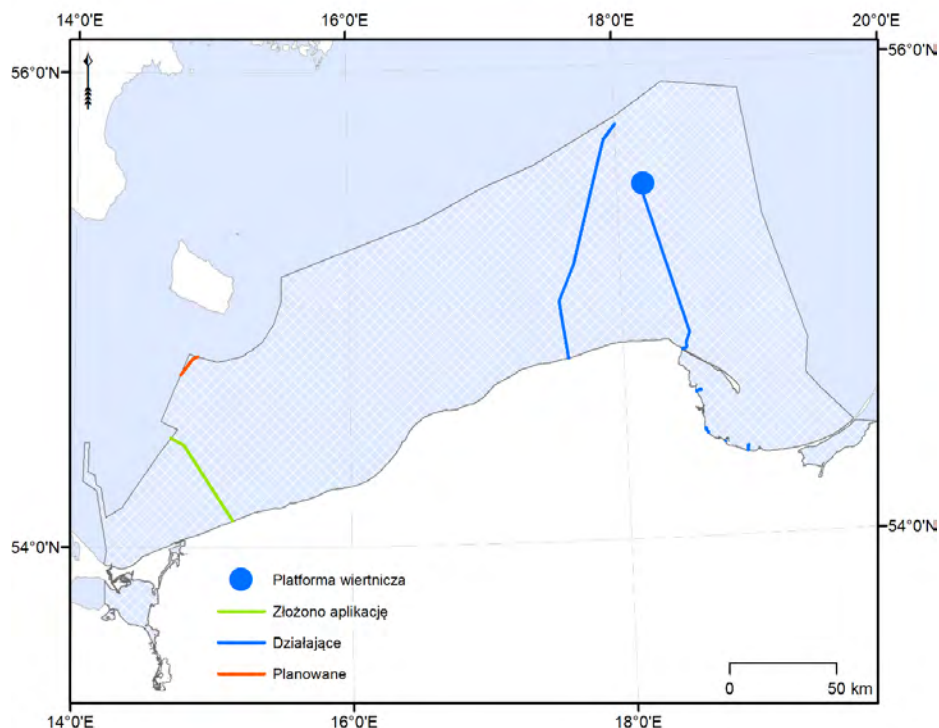 14°0'E 16°0'E 18°0'E 20°0'E
56°0'N 56°0'N
54°0'N 54°0'N
Platforma wiertnicza
Złożono aplikację
Działające
Planowane
0 50 km
14°0'E 16°0'E 18°0'E